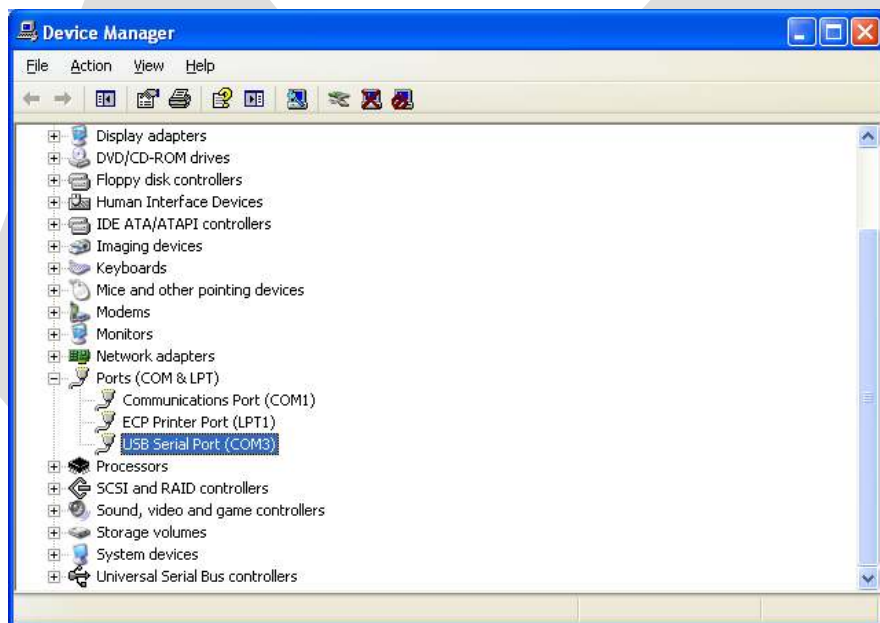 Device Manager
File Action View Help
Display adapters
DVD/CD-ROM drives
Floppy disk controllers
Human Interface Devices
IDE ATA/ATAPI controllers
Imaging devices
Keyboards
Mice and other pointing devices
Modems
Monitors
Network adapters
Ports (COM & LPT)
Communications Port (COM1)
ECP Printer Port (LPT1)
USB Serial Port (COM3)
Processors
SCSI and RAID controllers
Sound, video and game controllers
Storage volumes
System devices
Universal Serial Bus controllers